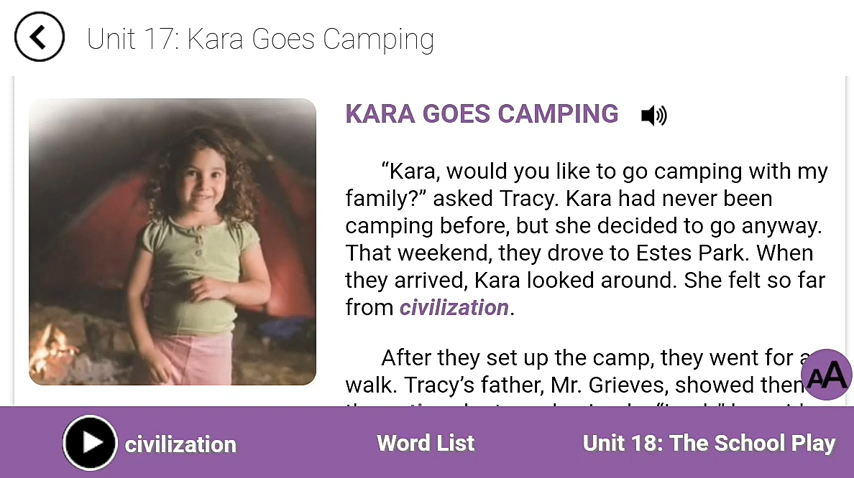 Unit 17: Kara Goes Camping
KARA GOES CAMPING
“Kara, would you like to go camping with my
family?” asked Tracy. Kara had never been
camping before, but she decided to go anyway.
That weekend, they drove to Estes Park. When
they arrived, Kara looked around. She felt so far
from civilization.
After they set up the camp, they went for a
walk. Tracy’s father, Mr. Grieves, showed them
AA
civilization
Word List
Unit 18: The School Play